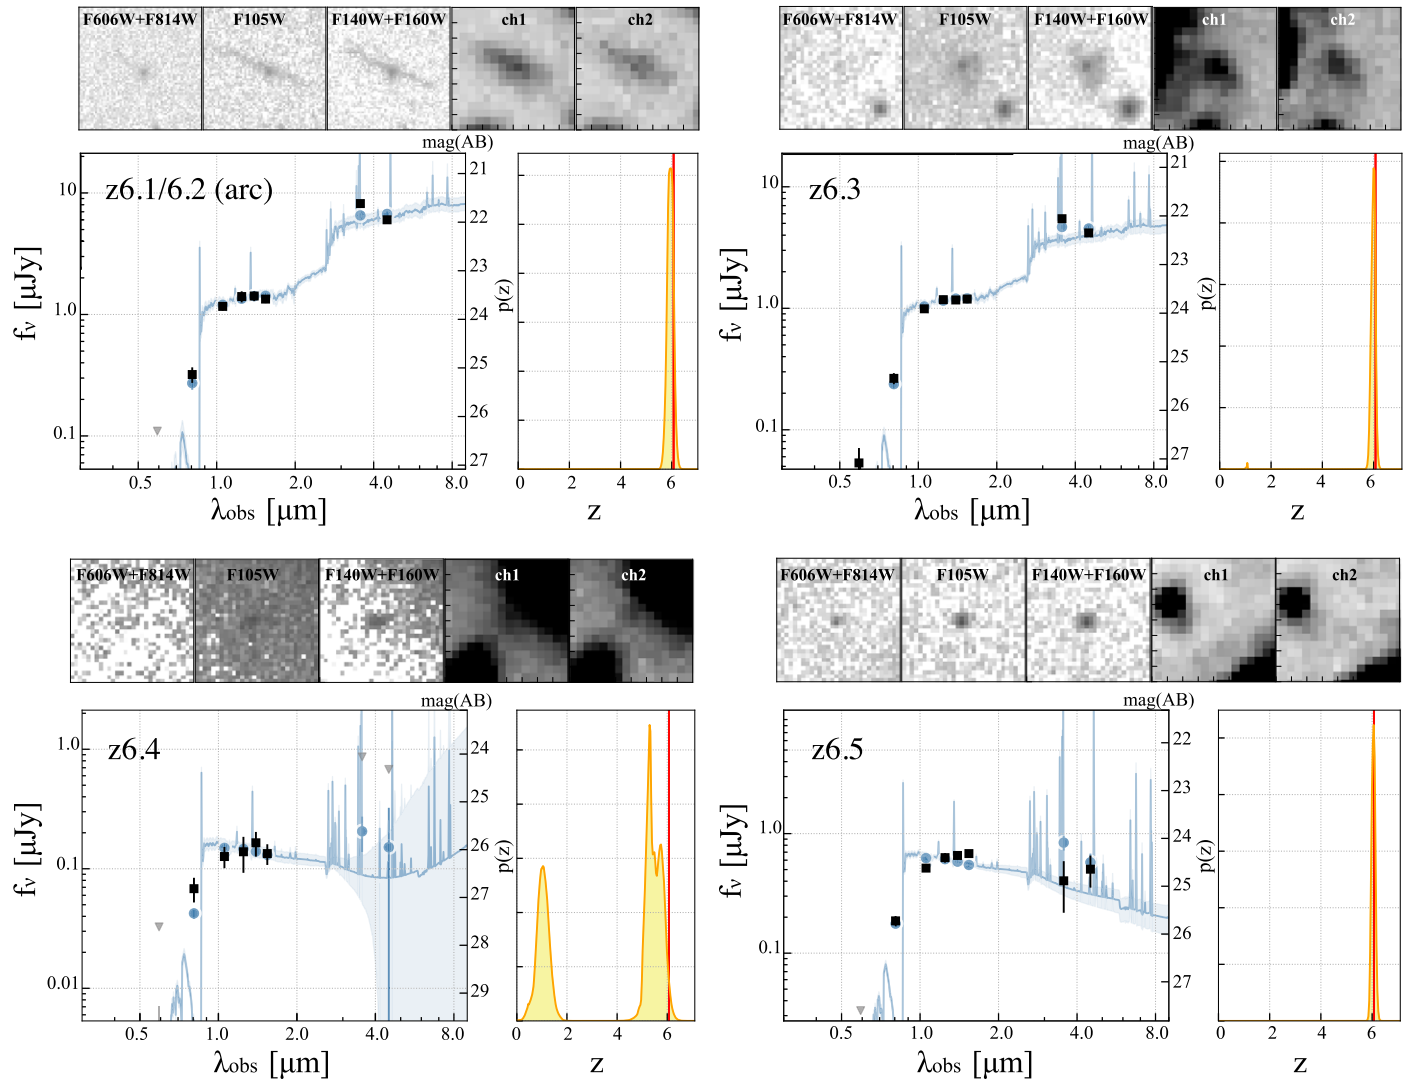 F606W+F814W F105W F140W+F160W ch1 ch2
mag(AB)
z6.1/6.2 (arc)
10
1.0
0.1
fν [μJy]
21
22
23
24
25
26
27
0.5 1.0 2.0 4.0 8.0
λobs [μm]
p(z)
0 2 4 6
z
F606W+F814W F105W F140W+F160W ch1 ch2
mag(AB)
z6.3
10
1.0
0.1
fν [μJy]
21
22
23
24
25
26
27
0.5 1.0 2.0 4.0 8.0
λobs [μm]
p(z)
0 2 4 6
z
F606W+F814W F105W F140W+F160W ch1 ch2
mag(AB)
z6.4
1.0
0.1
0.01
fν [μJy]
24
25
26
27
28
29
0.5 1.0 2.0 4.0 8.0
λobs [μm]
p(z)
0 2 4 6
z
F606W+F814W F105W F140W+F160W ch1 ch2
mag(AB)
z6.5
1.0
0.1
fν [μJy]
22
23
24
25
26
27
0.5 1.0 2.0 4.0 8.0
λobs [μm]
p(z)
0 2 4 6
z